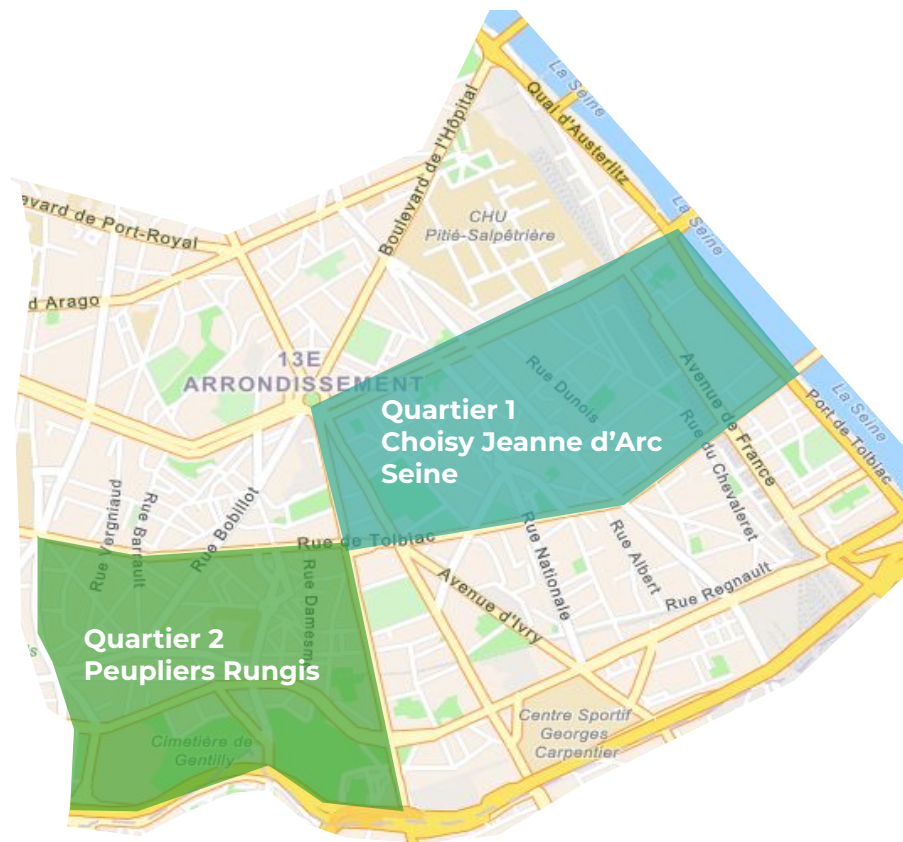 La Seine
Quai d'Austerlitz
Boulevard de l'Hôpital
CHU
Pitié-Salpêtrière
La Seine
evard de Port-Royal
d Arago
13E
ARRONDISSEMENT
Rue Dunois
Avenue de France
La Seine
Port de Tolbiac
Quartier 1
Choisy Jeanne d'Arc
Seine
Rue du Chevaleret
Rue Vergniaud
Rue Barrault
Rue Bobillot
Rue de Tolbiac
Rue Nationale
Rue Albert
Rue Regnault
Avenue d'Ivry
Rue Damesm
Quartier 2
Peupliers Rungis
Cimetière de
Gentilly
Centre Sportif
Georges
Carpentier